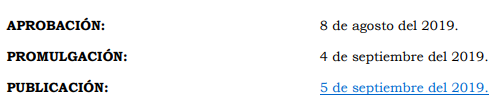 APROBACIÓN: 8 de agosto del 2019.
PROMULGACIÓN: 4 de septiembre del 2019.
PUBLICACIÓN: 5 de septiembre del 2019.